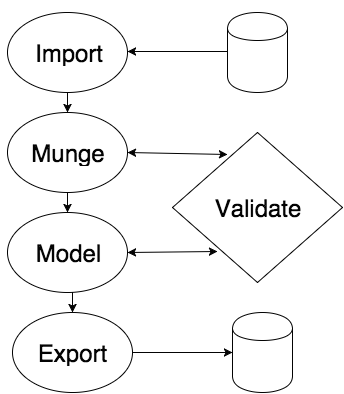 Import
Munge
Validate
Model
Export